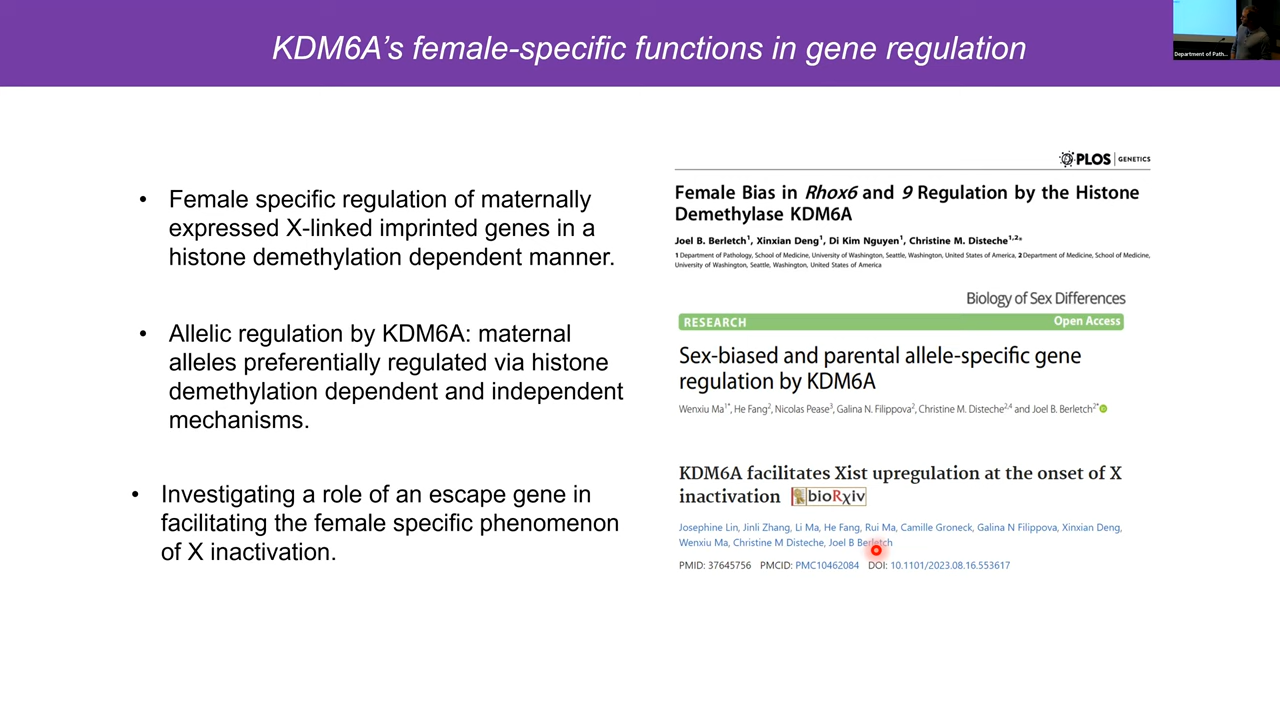 KDM6A's female-specific functions in gene regulation
Department of Path...
• Female specific regulation of maternally
expressed X-linked imprinted genes in a
histone demethylation dependent manner.
• Allelic regulation by KDM6A: maternal
alleles preferentially regulated via histone
demethylation dependent and independent
mechanisms.
• Investigating a role of an escape gene in
facilitating the female specific phenomenon
of X inactivation.
PLOS | GENETICS
Female Bias in Rhox6 and 9 Regulation by the Histone
Demethylase KDM6A
Joel B. Berletch1, Xinxian Deng1, Di Kim Nguyen1, Christine M. Disteche1,2*
1 Department of Pathology, School of Medicine, University of Washington, Seattle, Washington, United States of America, 2 Department of Medicine, School of Medicine,
University of Washington, Seattle, Washington, United States of America
Biology of Sex Differences
RESEARCH Open Access
Sex-biased and parental allele-specific gene
regulation by KDM6A
Wenxiu Ma1*, He Fang2, Nicolas Pease3, Galina N. Filippova2, Christine M. Disteche2,4 and Joel B. Berletch2*
KDM6A facilitates Xist upregulation at the onset of X
inactivation bioRxiv
Josephine Lin, Jinli Zhang, Li Ma, He Fang, Rui Ma, Camille Groneck, Galina N Filippova, Xinxian Deng,
Wenxiu Ma, Christine M Disteche, Joel B Berletch
PMID: 37645756 PMCID: PMC10462084 DOI: 10.1101/2023.08.16.553617